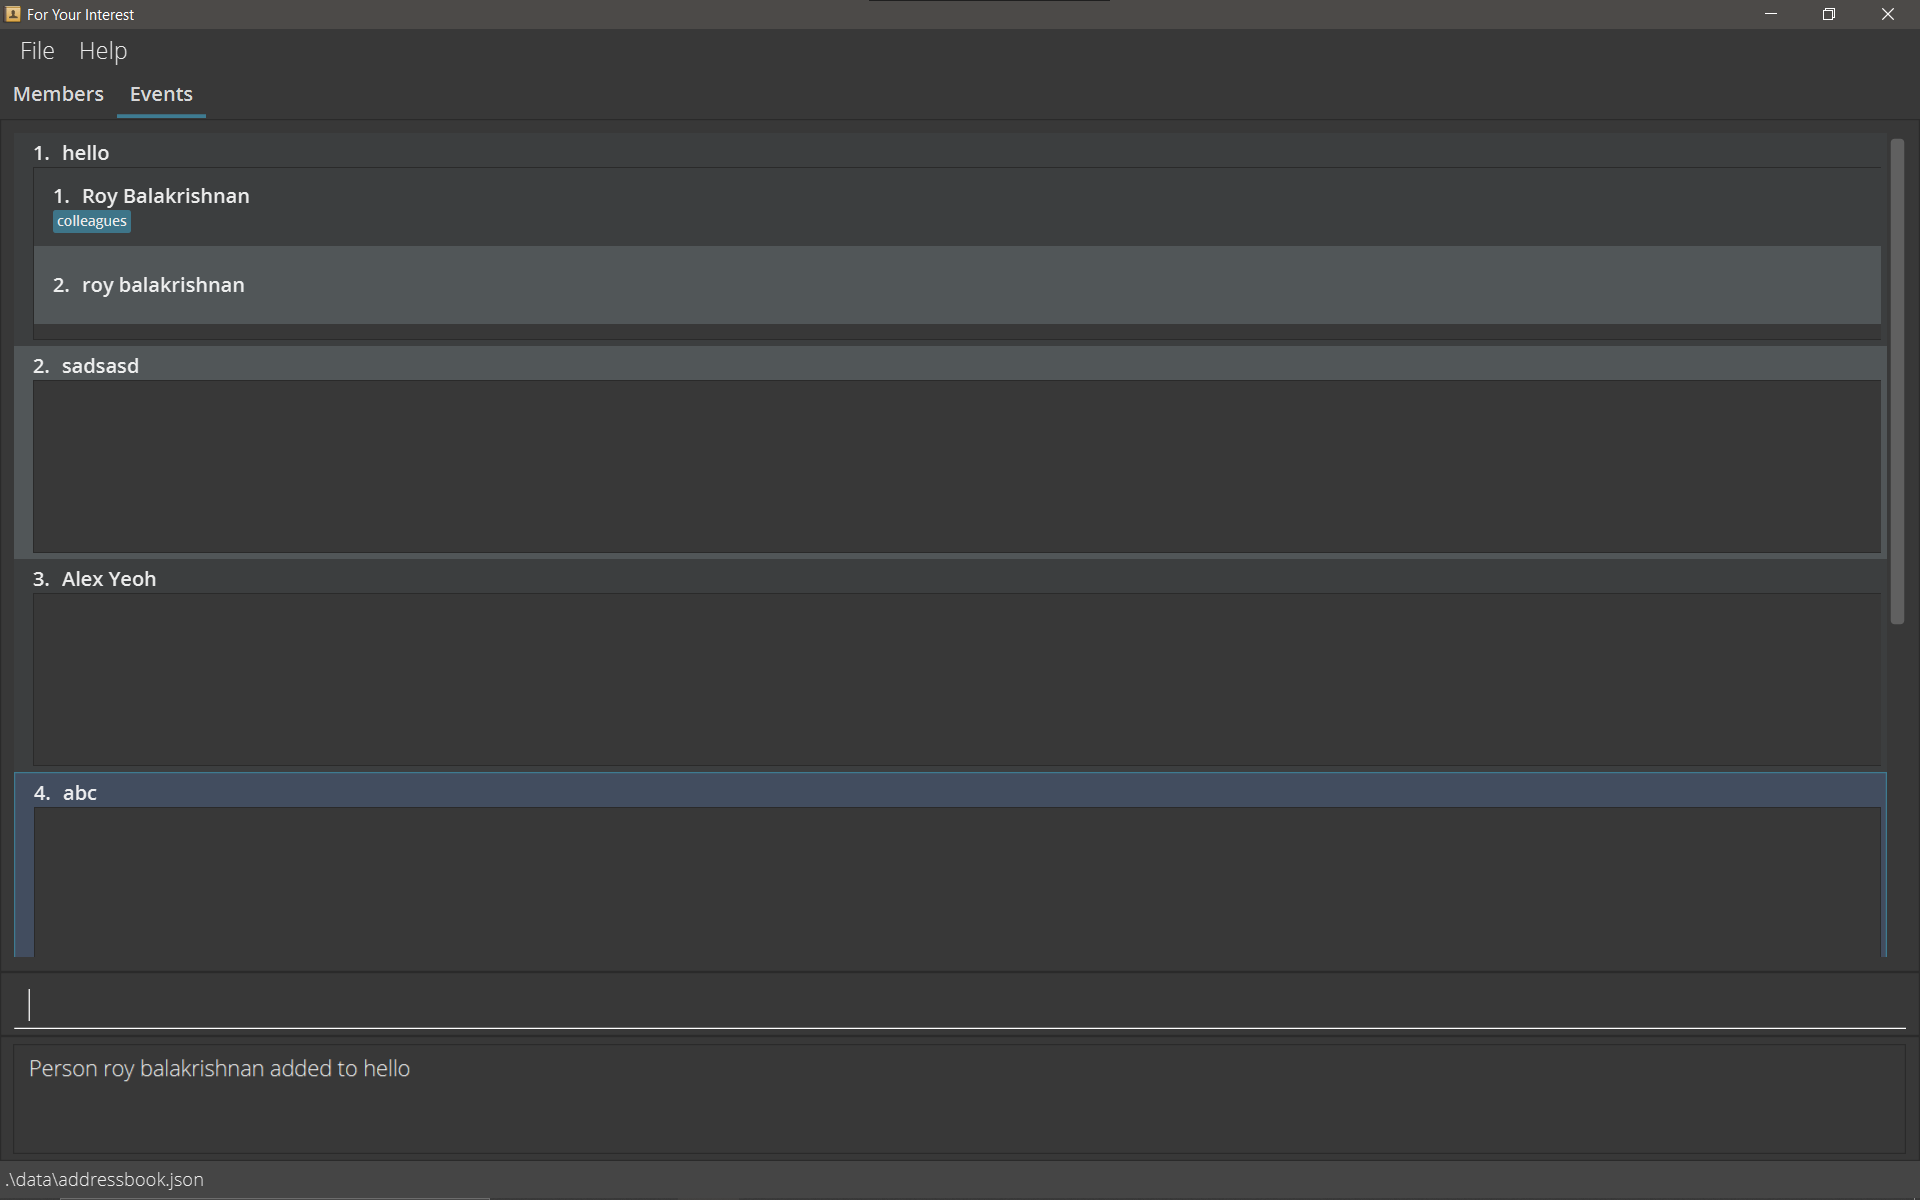 For Your Interest
File Help
Members Events
1. hello
1. Roy Balakrishnan
colleagues
2. roy balakrishnan
2. sadsasd
3. Alex Yeoh
4. abc
Person roy balakrishnan added to hello
.\data\addressbook.json